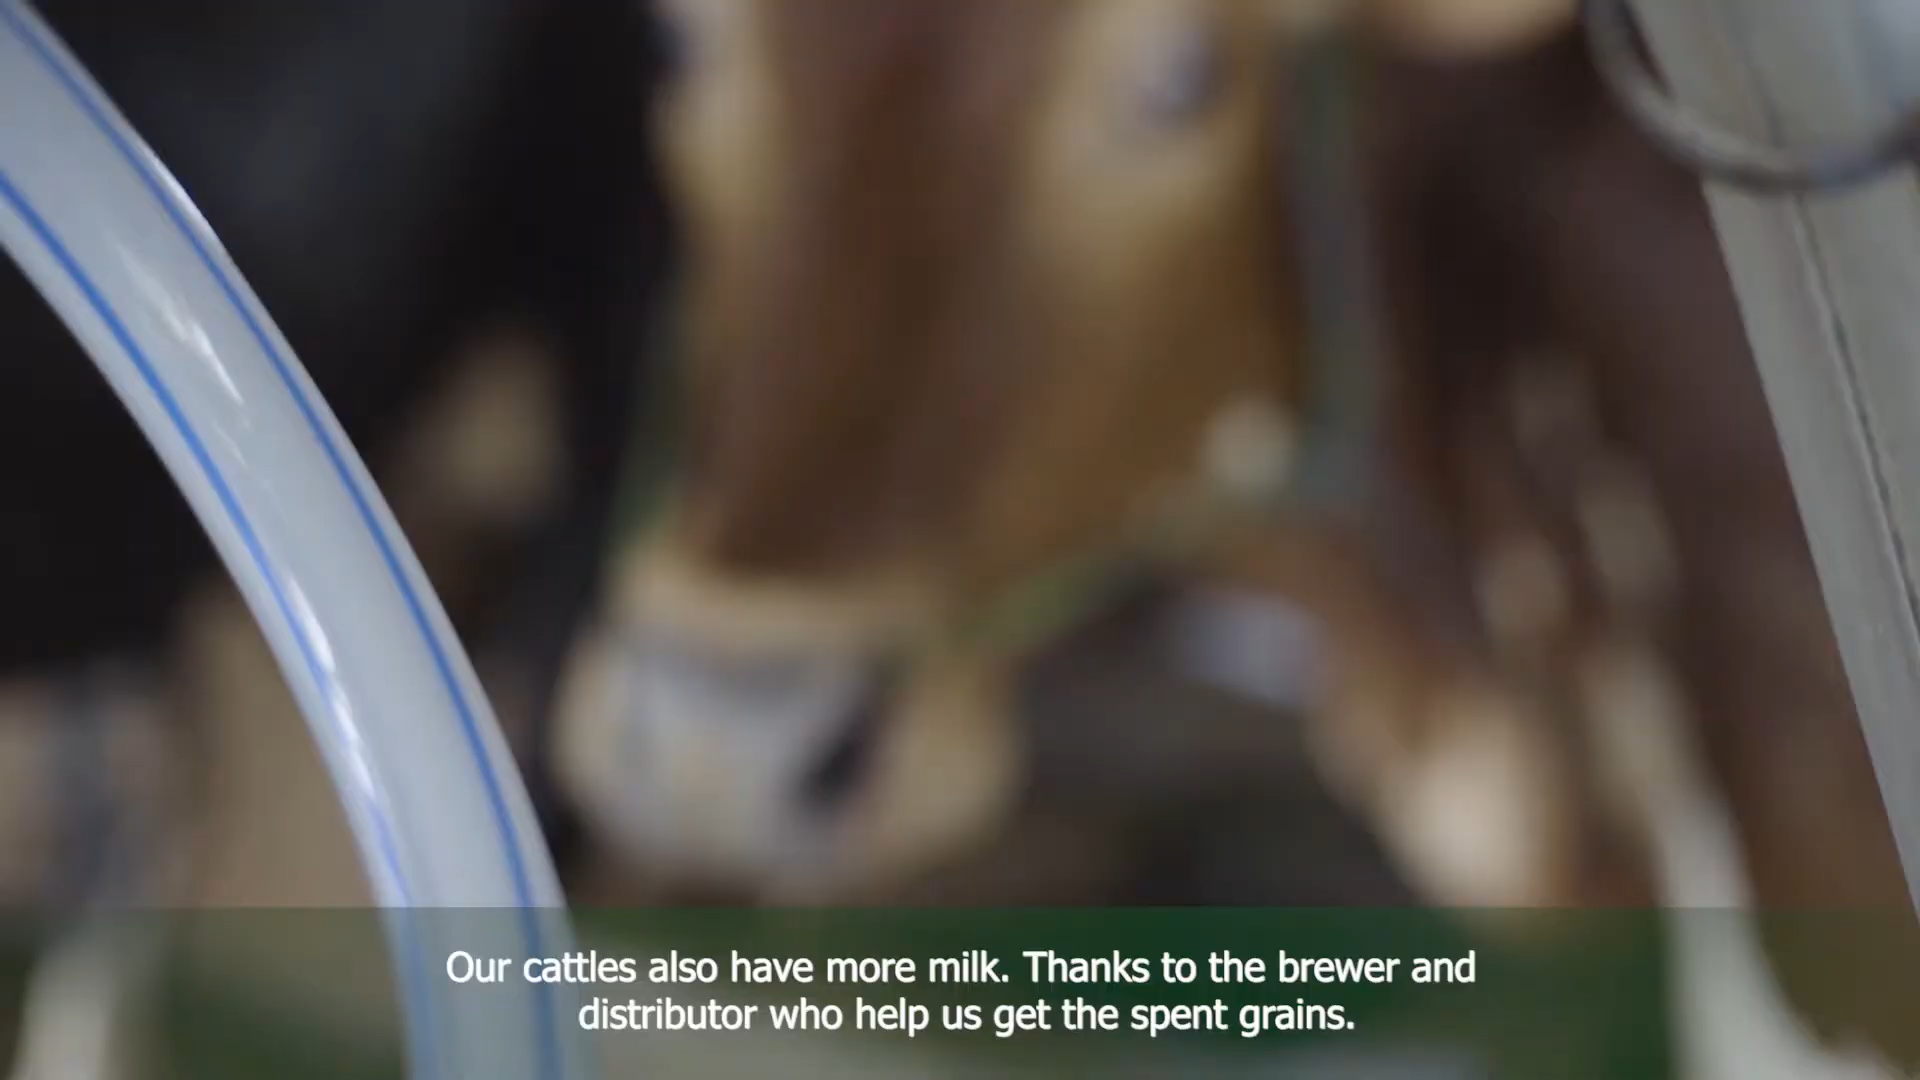 Our cattles also have more milk. Thanks to the brewer and
distributor who help us get the spent grains.